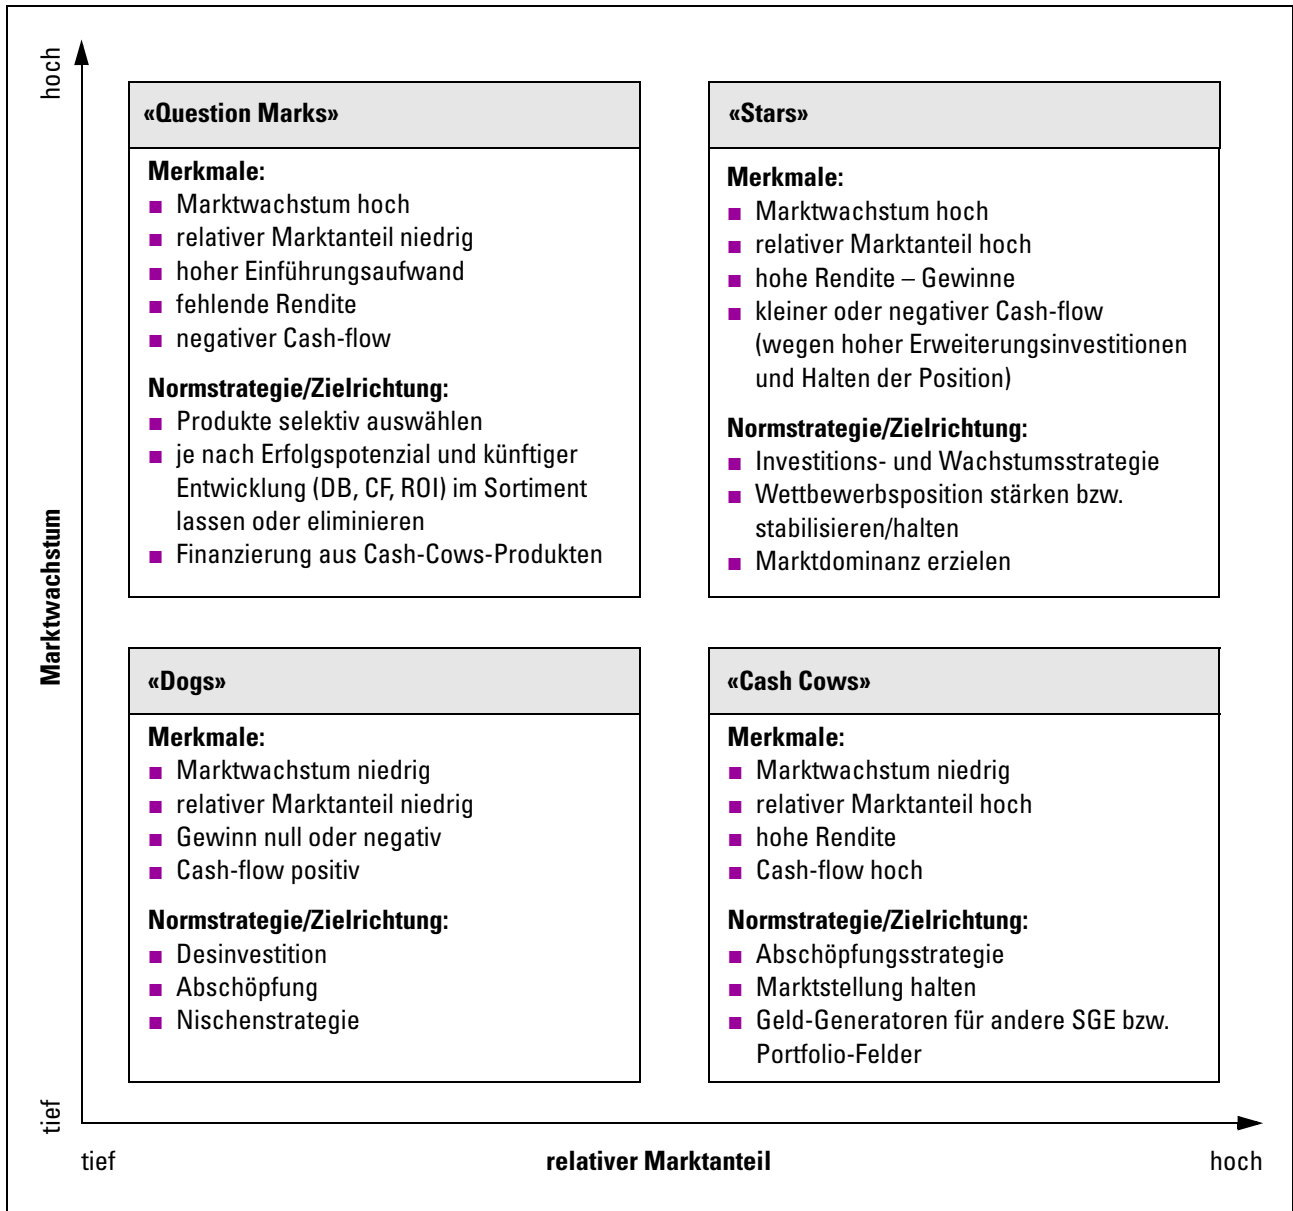 hoch
«Question Marks»
Merkmale:
■ Marktwachstum hoch
■ relativer Marktanteil niedrig
■ hoher Einführungsaufwand
■ fehlende Rendite
■ negativer Cash-flow
Normstrategie/Zielrichtung:
■ Produkte selektiv auswählen
■ je nach Erfolgspotenzial und künftiger
Entwicklung (DB, CF, ROI) im Sortiment
lassen oder eliminieren
■ Finanzierung aus Cash-Cows-Produkten
«Stars»
Merkmale:
■ Marktwachstum hoch
■ relativer Marktanteil hoch
■ hohe Rendite – Gewinne
■ kleiner oder negativer Cash-flow
(wegen hoher Erweiterungsinvestitionen
und Halten der Position)
Normstrategie/Zielrichtung:
■ Investitions- und Wachstumsstrategie
■ Wettbewerbsposition stärken bzw.
stabilisieren/halten
■ Marktdominanz erzielen
Marktwachstum
«Dogs»
Merkmale:
■ Marktwachstum niedrig
■ relativer Marktanteil niedrig
■ Gewinn null oder negativ
■ Cash-flow positiv
Normstrategie/Zielrichtung:
■ Desinvestition
■ Abschöpfung
■ Nischenstrategie
«Cash Cows»
Merkmale:
■ Marktwachstum niedrig
■ relativer Marktanteil hoch
■ hohe Rendite
■ Cash-flow hoch
Normstrategie/Zielrichtung:
■ Abschöpfungsstrategie
■ Marktstellung halten
■ Geld-Generatoren für andere SGE bzw.
Portfolio-Felder
tief
tief
relativer Marktanteil
hoch